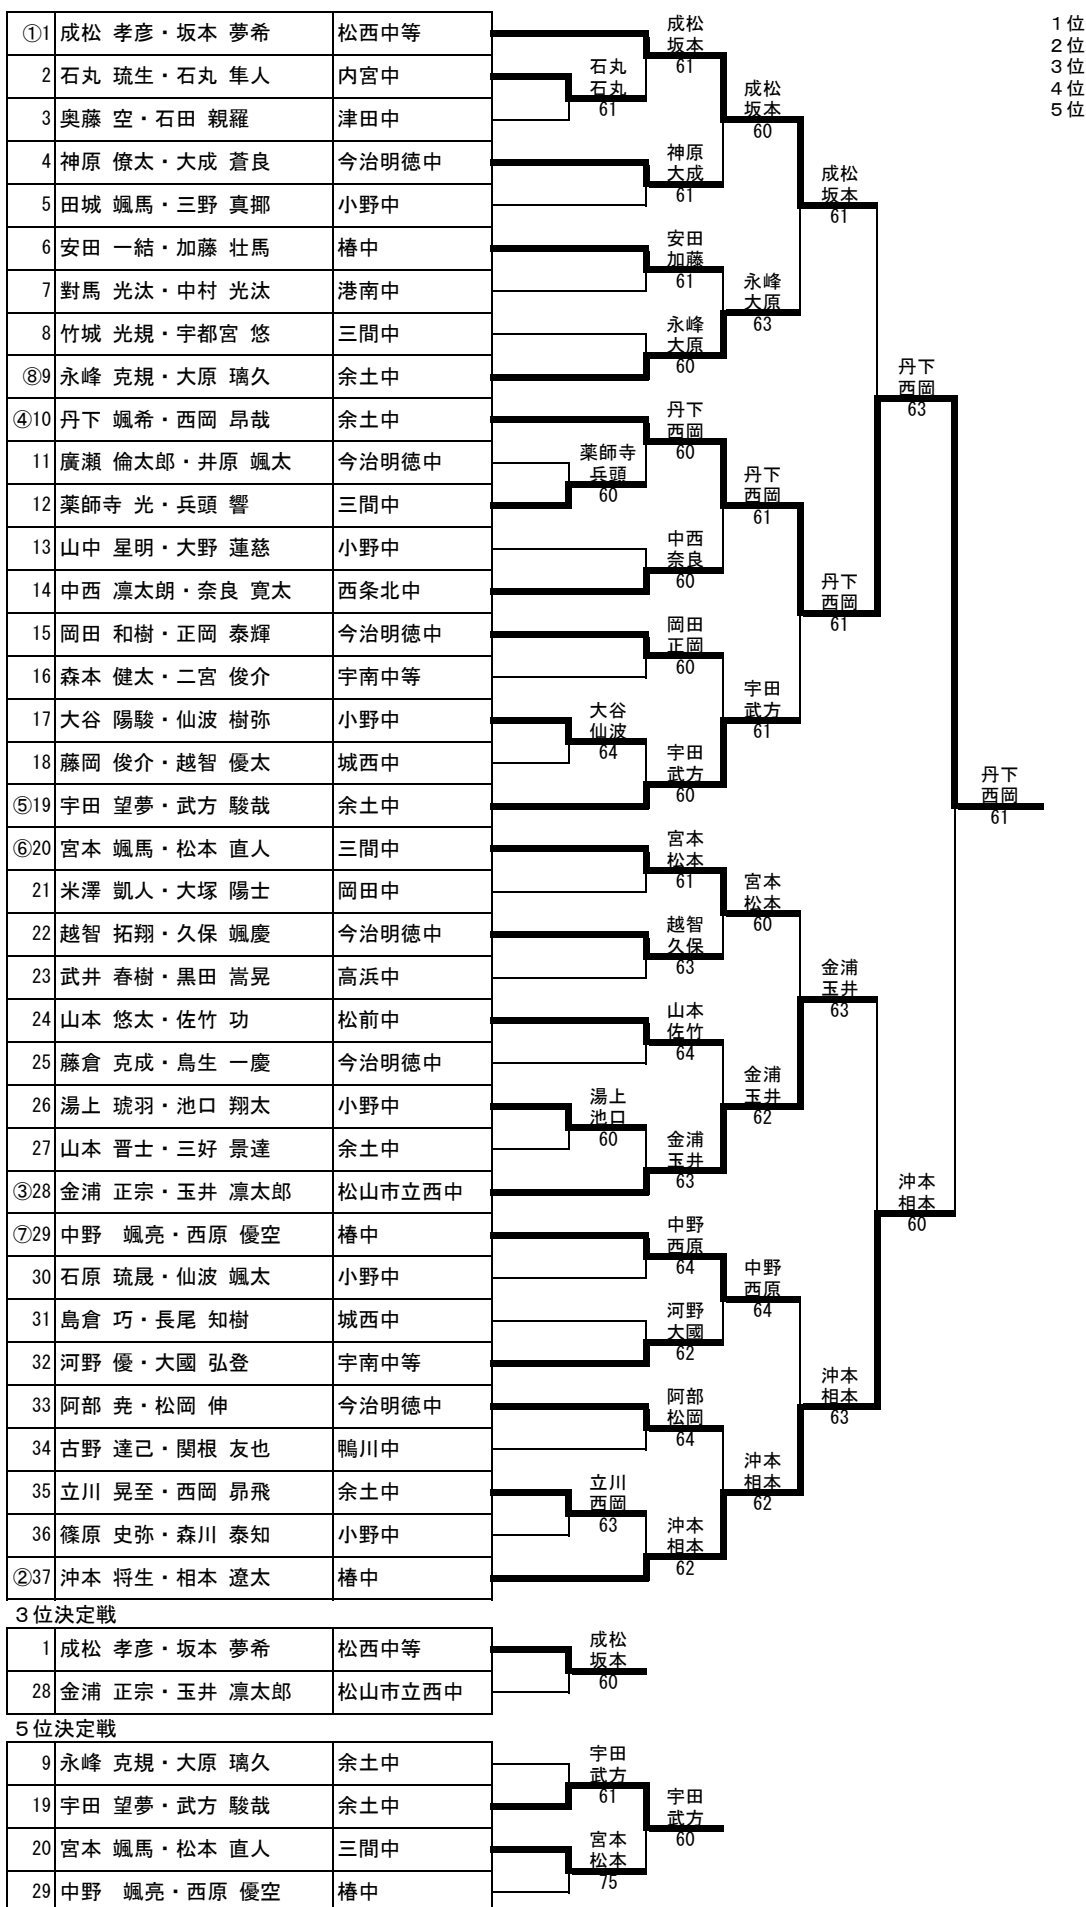 ①1 成松 孝彦・坂本 夢希 松西中等
2 石丸 琉生・石丸 隼人 内宮中
3 奥藤 空・石田 親羅 津田中
4 神原 僚太・大成 蒼良 今治明徳中
5 田城 颯馬・三野 真挪 小野中
6 安田 一結・加藤 壮馬 椿中
7 對馬 光汰・中村 光汰 港南中
8 竹城 光規・宇都宮 悠 三間中
⑧9 永峰 克規・大原 璃久 余土中
④10 丹下 颯希・西岡 昂哉 余土中
11 廣瀬 倫太郎・井原 颯太 今治明徳中
12 薬師寺 光・兵頭 響 三間中
13 山中 星明・大野 蓮慈 小野中
14 中西 凛太朗・奈良 寛太 西条北中
15 岡田 和樹・正岡 泰輝 今治明徳中
16 森本 健太・二宮 俊介 宇南中等
17 大谷 陽駿・仙波 樹弥 小野中
18 藤岡 俊介・越智 優太 城西中
⑤19 宇田 望夢・武方 駿哉 余土中
⑥20 宮本 颯馬・松本 直人 三間中
21 米澤 凱人・大塚 陽士 岡田中
22 越智 拓翔・久保 颯慶 今治明徳中
23 武井 春樹・黒田 嵩晃 高浜中
24 山本 悠太・佐竹 功 松前中
25 藤倉 克成・鳥生 一慶 今治明徳中
26 湯上 琥羽・池口 翔太 小野中
27 山本 晋士・三好 景達 余土中
③28 金浦 正宗・玉井 凛太郎 松山市立西中
⑦29 中野 颯亮・西原 優空 椿中
30 石原 琉晟・仙波 颯太 小野中
31 島倉 巧・長尾 知樹 城西中
32 河野 優・大國 弘登 宇南中等
33 阿部 尭・松岡 伸 今治明徳中
34 古野 達己・関根 友也 鴨川中
35 立川 晃至・西岡 昴飛 余土中
36 篠原 史弥・森川 泰知 小野中
②37 沖本 将生・相本 遼太 椿中
石丸
石丸
61
薬師寺
兵頭
60
大谷
仙波
64
湯上
池口
60
立川
西岡
63
成松
坂本
61
神原
大成
61
安田
加藤
61
永峰
大原
60
丹下
西岡
60
中西
奈良
60
岡田
正岡
60
宇田
武方
60
宮本
松本
61
越智
久保
63
山本
佐竹
64
金浦
玉井
63
中野
西原
64
河野
大國
62
阿部
松岡
64
沖本
相本
62
成松
坂本
60
永峰
大原
63
丹下
西岡
61
宇田
武方
61
宮本
松本
60
金浦
玉井
62
中野
西原
64
沖本
相本
62
成松
坂本
61
丹下
西岡
61
金浦
玉井
63
沖本
相本
63
丹下
西岡
63
沖本
相本
60
丹下
西岡
61
1位
2位
3位
4位
5位
3位決定戦
1 成松 孝彦・坂本 夢希 松西中等
28 金浦 正宗・玉井 凛太郎 松山市立西中
成松
坂本
60
5位決定戦
9 永峰 克規・大原 璃久 余土中
19 宇田 望夢・武方 駿哉 余土中
20 宮本 颯馬・松本 直人 三間中
29 中野 颯亮・西原 優空 椿中
宇田
武方
61
宮本
松本
75
宇田
武方
60